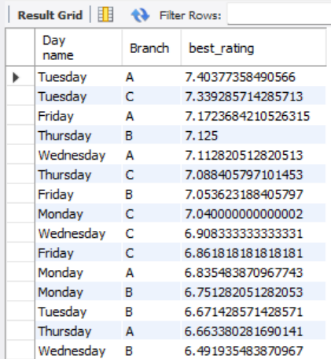 Result Grid Filter Rows:
Day name Branch best_rating
Tuesday A 7.40377358490566
Tuesday C 7.339285714285713
Friday A 7.1723684210526315
Thursday B 7.125
Wednesday A 7.112820512820513
Thursday C 7.088405797101453
Friday B 7.053623188405797
Monday C 7.040000000000002
Wednesday C 6.908333333333331
Friday C 6.861818181818181
Monday A 6.835483870967743
Monday B 6.751282051282053
Tuesday B 6.671428571428571
Thursday A 6.663380281690141
Wednesday B 6.491935483870967